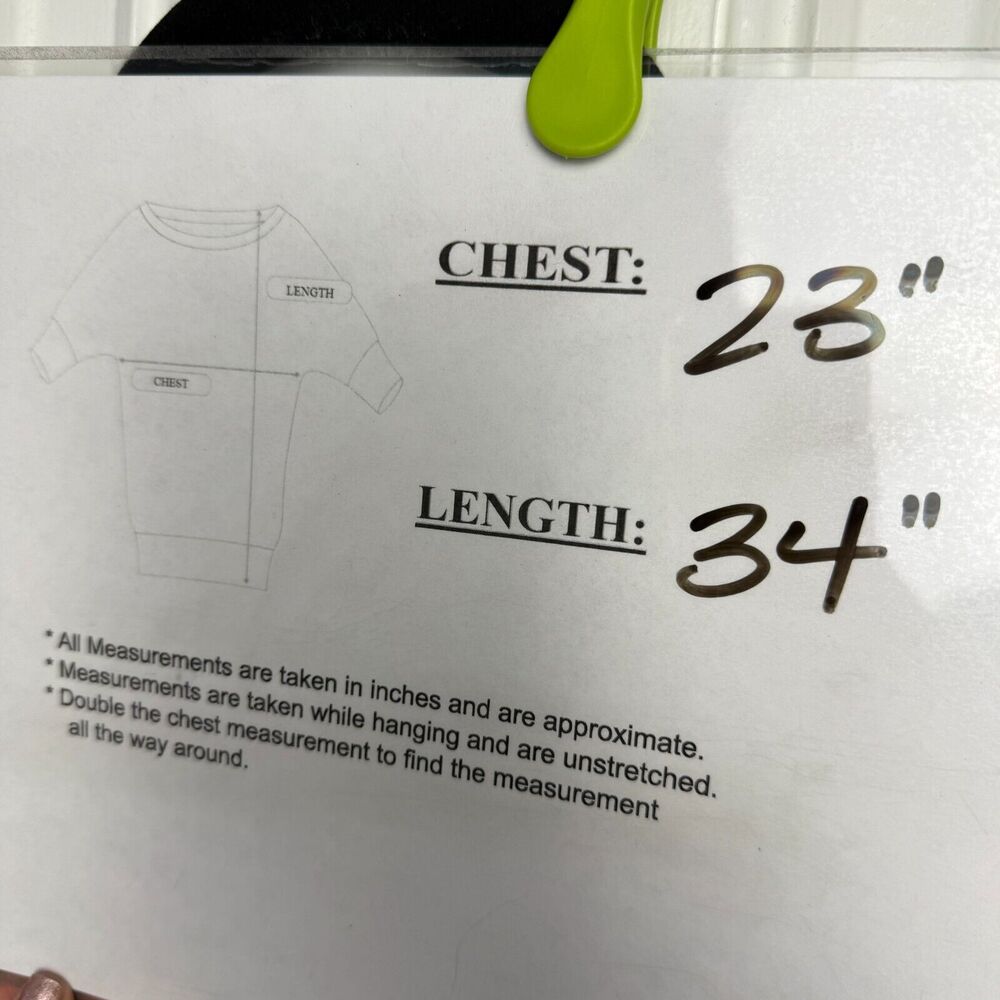 LENGTH
CHEST
CHEST: 23"
LENGTH: 34"
* All Measurements are taken in inches and are approximate.
* Measurements are taken while hanging and are unstretched.
* Double the chest measurement to find the measurement
all the way around.